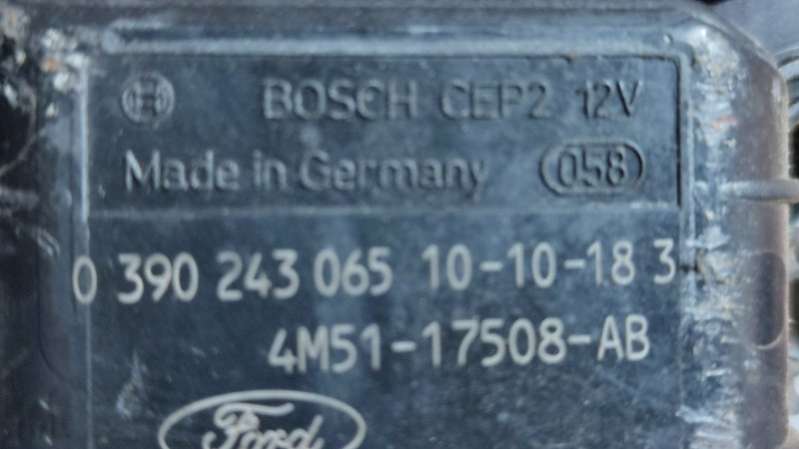 BOSCH CEP2 12V
Made in Germany 058
0 390 243 065 10-10-18 3
4M51-17508-AB
Ford